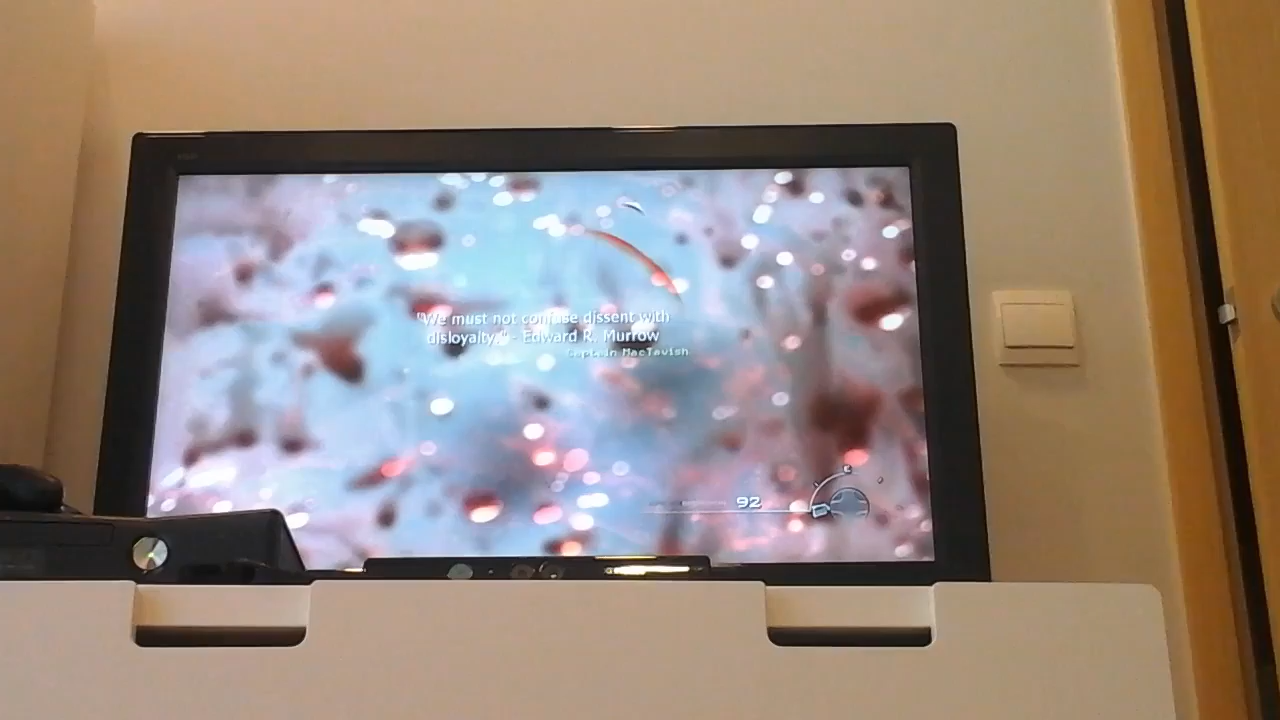 "We must not confuse dissent with
disloyalty." - Edward R. Murrow
Captain MacTavish
92